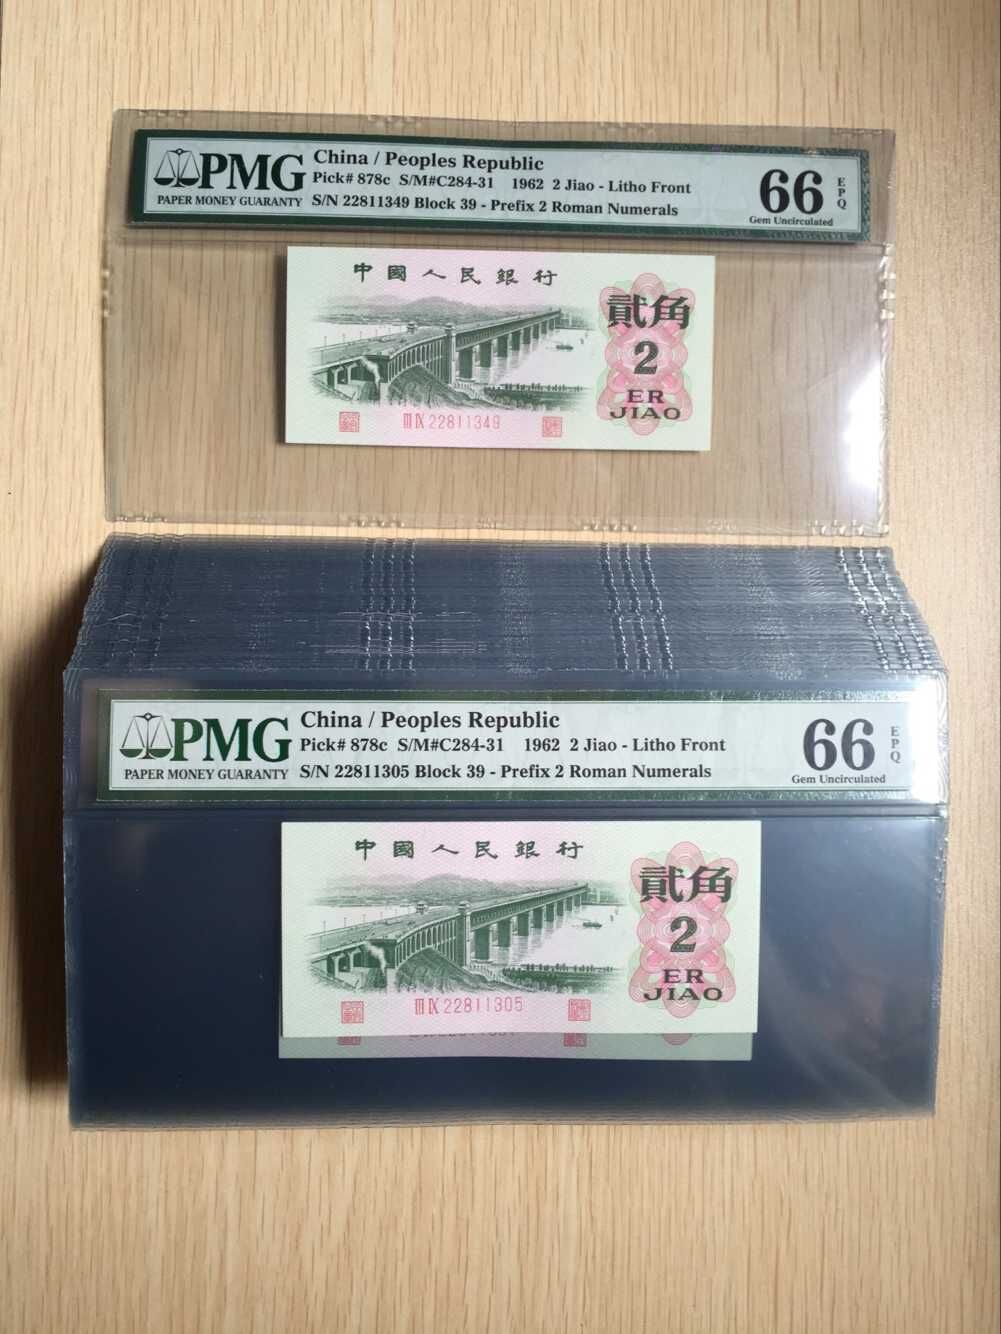 PMG
PAPER MONEY GUARANTY
China / Peoples Republic
Pick# 878c S/M#C284-31 1962 2 Jiao - Litho Front
S/N 22811349 Block 39 - Prefix 2 Roman Numerals
66
EPQ
Gem Uncirculated
中國人民銀行
貳角
2
ER
JIAO
III IX 22811349
PMG
PAPER MONEY GUARANTY
China / Peoples Republic
Pick# 878c S/M#C284-31 1962 2 Jiao - Litho Front
S/N 22811305 Block 39 - Prefix 2 Roman Numerals
66
EPQ
Gem Uncirculated
中國人民銀行
貳角
2
ER
JIAO
III IX 22811305